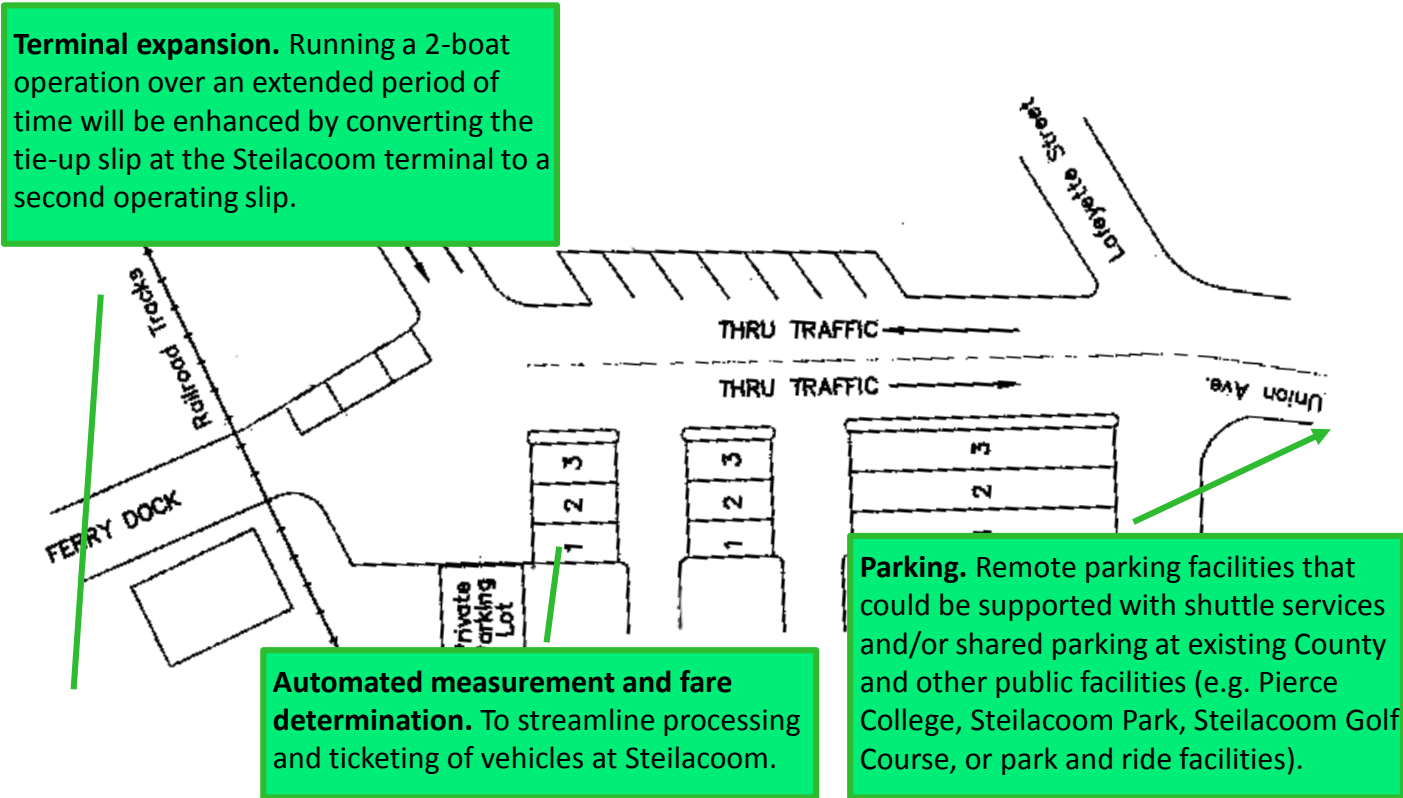 Terminal expansion. Running a 2-boat
operation over an extended period of
time will be enhanced by converting the
tie-up slip at the Steilacoom terminal to a
second operating slip.
Lafayette Street
Railroad Tracks
THRU TRAFFIC
THRU TRAFFIC
Union Ave.
FERRY DOCK
3
2
1
3
2
1
3
2
Private
Parking
Lot
Automated measurement and fare
determination. To streamline processing
and ticketing of vehicles at Steilacoom.
Parking. Remote parking facilities that
could be supported with shuttle services
and/or shared parking at existing County
and other public facilities (e.g. Pierce
College, Steilacoom Park, Steilacoom Golf
Course, or park and ride facilities).